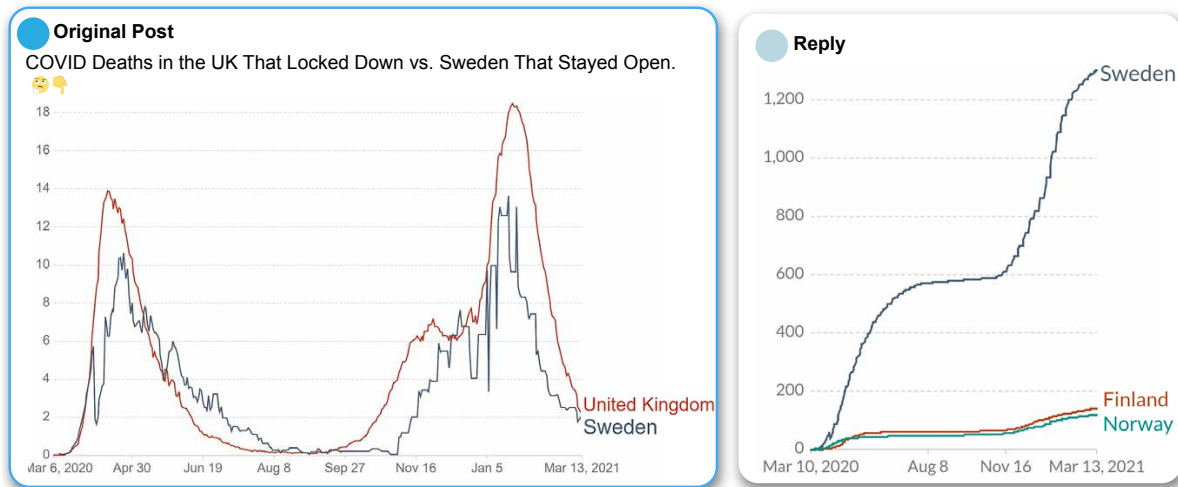 Original Post
COVID Deaths in the UK That Locked Down vs. Sweden That Stayed Open.
🤔👇
18
16
14
12
10
8
6
4
2
0
United Kingdom
Sweden
Mar 6, 2020 Apr 30 Jun 19 Aug 8 Sep 27 Nov 16 Jan 5 Mar 13, 2021
Reply
Sweden
1,200
1,000
800
600
400
200
0
Finland
Norway
Mar 10, 2020 Aug 8 Nov 16 Mar 13, 2021